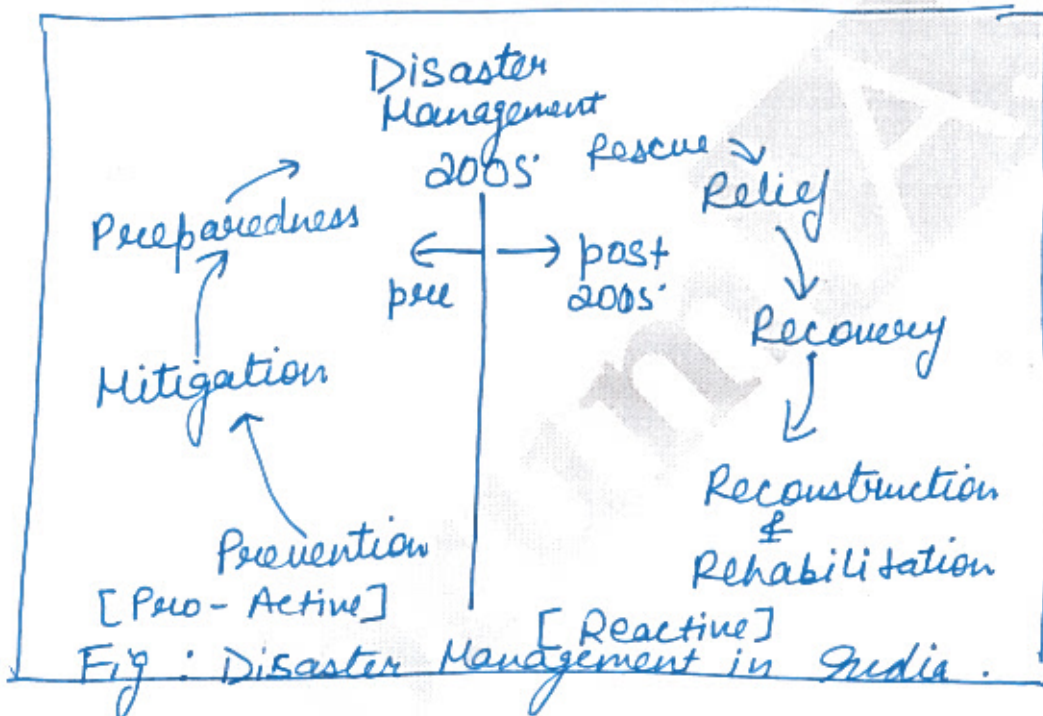 Disaster
Management
2005'
Rescue
Relief
Preparedness
pre
post
2005'
Recovery
Mitigation
Reconstruction
&
Rehabilitation
Prevention
[Pro-Active]
[Reactive]
Fig : Disaster Management in India.